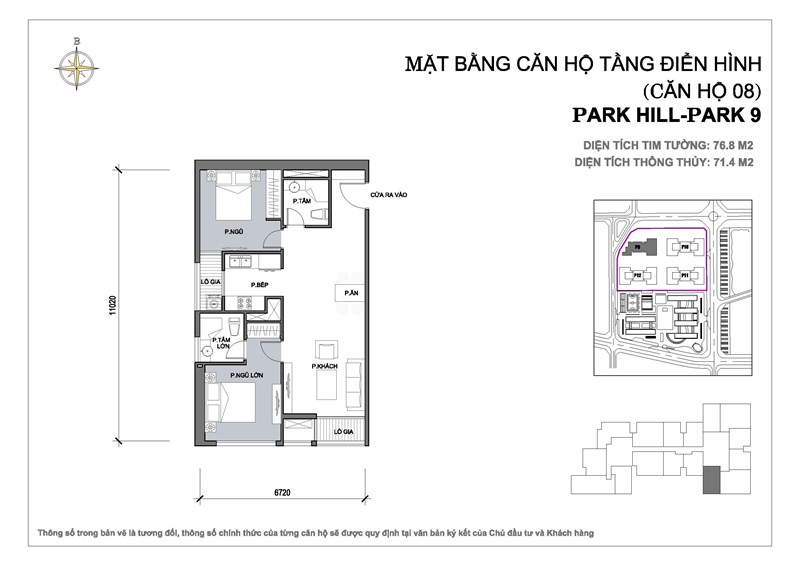 B
MẶT BẰNG CĂN HỘ TẦNG ĐIỂN HÌNH
(CĂN HỘ 08)
PARK HILL-PARK 9
DIỆN TÍCH TIM TƯỜNG: 76.8 M2
DIỆN TÍCH THÔNG THỦY: 71.4 M2
CỬA RA VÀO
P.TẮM
P.NGỦ
LÔ GIA
P.BẾP
P.ĂN
11020
P.TẮM
LỚN
P.KHÁCH
P.NGỦ LỚN
LÔ GIA
6720
P9
P10
P12
P11
Thông số trong bản vẽ là tương đối, thông số chính thức của từng căn hộ sẽ được quy định tại văn bản ký kết của Chủ đầu tư và Khách hàng